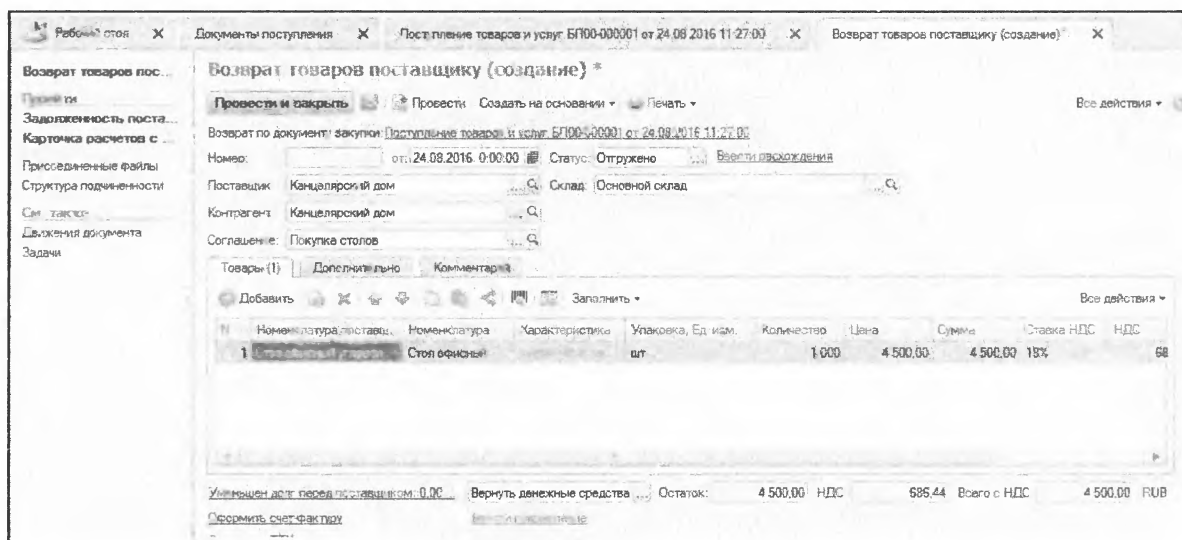 Рабочий стол × Документы поступления × Поступление товаров и услуг БП00-000001 от 24.08.2016 11:27:00 × Возврат товаров поставщику (создание) * ×
Возврат товаров пос...
Перейти
Задолженность поста...
Карточка расчетов с ...
Присоединенные файлы
Структура подчиненности
См. также
Движения документа
Задачи
Возврат товаров поставщику (создание) *
Провести и закрыть Провести Создать на основании Печать Все действия
Возврат по документу закупки: Поступление товаров и услуг БП00-000001 от 24.08.2016 11:27:00
Номер: от: 24.08.2016 0:00:00 Статус: Отгружено ... Ввести расхождения
Поставщик: Канцелярский дом ... Склад: Основной склад ...
Контрагент: Канцелярский дом ...
Соглашение: Покупка столов ...
Товары (1) Дополнительно Комментарий
Добавить Заполнить Все действия
N Номенклатура поставщ... Номенклатура Характеристика Упаковка, Ед. изм. Количество Цена Сумма Ставка НДС НДС
1 Стол офисный шт 1,000 4 500,00 4 500,00 18% 68
Уменьшен долг перед поставщиком: 0,00 Вернуть денежные средства ... Остаток: 4 500,00 НДС 686,44 Всего с НДС 4 500,00 RUB
Оформить счет-фактуру